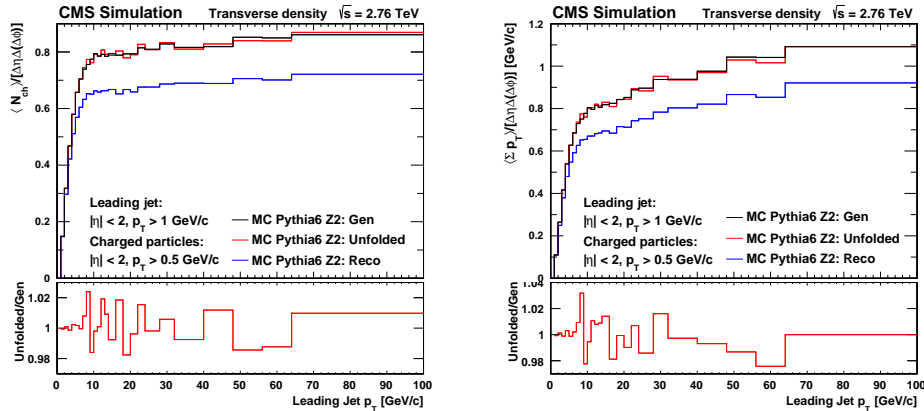 CMS Simulation Transverse density √s = 2.76 TeV
⟨ N_ch ⟩/[ΔηΔ(Δϕ)]
0.8
0.6
0.4
0.2
0
Leading jet:
|η| < 2, p_T > 1 GeV/c
Charged particles:
|η| < 2, p_T > 0.5 GeV/c
MC Pythia6 Z2: Gen
MC Pythia6 Z2: Unfolded
MC Pythia6 Z2: Reco
Unfolded/Gen
1.02
1
0.98
0 10 20 30 40 50 60 70 80 90 100
Leading Jet p_T [GeV/c]
CMS Simulation Transverse density √s = 2.76 TeV
⟨Σ p_T⟩/[ΔηΔ(Δϕ)] [GeV/c]
1.2
1
0.8
0.6
0.4
0.2
0
Leading jet:
|η| < 2, p_T > 1 GeV/c
Charged particles:
|η| < 2, p_T > 0.5 GeV/c
MC Pythia6 Z2: Gen
MC Pythia6 Z2: Unfolded
MC Pythia6 Z2: Reco
Unfolded/Gen
1.04
1.02
1
0.98
0.96
0 10 20 30 40 50 60 70 80 90 100
Leading Jet p_T [GeV/c]